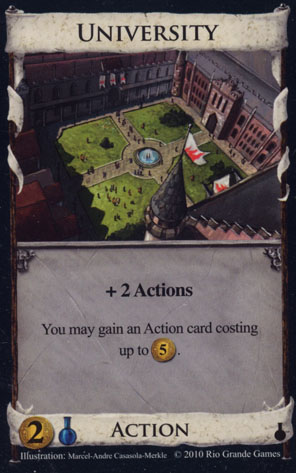 UNIVERSITY
+ 2 Actions
You may gain an Action card costing
up to 5.
2
ACTION
Illustration: Marcel-Andre Casasola-Merkle © 2010 Rio Grande Games